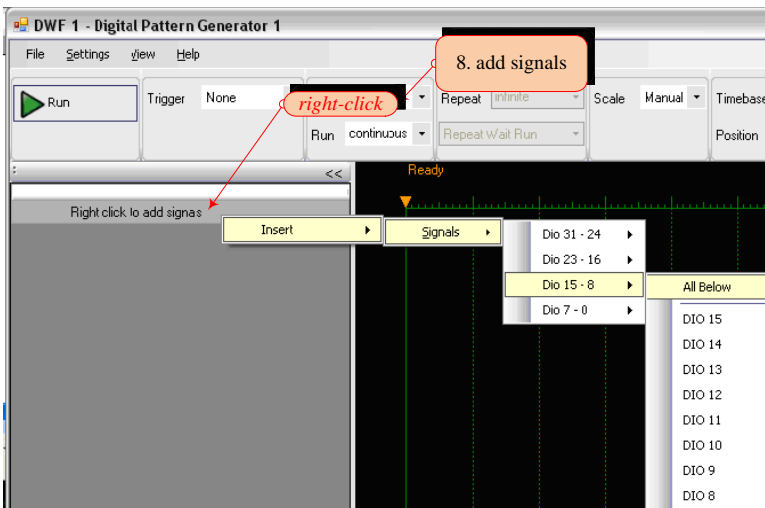 DWF 1 - Digital Pattern Generator 1
File Settings View Help
8. add signals
right-click
Run
Trigger None
Run continuous
Repeat infinite
Repeat Wait Run
Scale Manual
Timebase
Position
<<
Ready
Right click to add signas
Insert
Signals
Dio 31 - 24
Dio 23 - 16
Dio 15 - 8
Dio 7 - 0
All Below
DIO 15
DIO 14
DIO 13
DIO 12
DIO 11
DIO 10
DIO 9
DIO 8